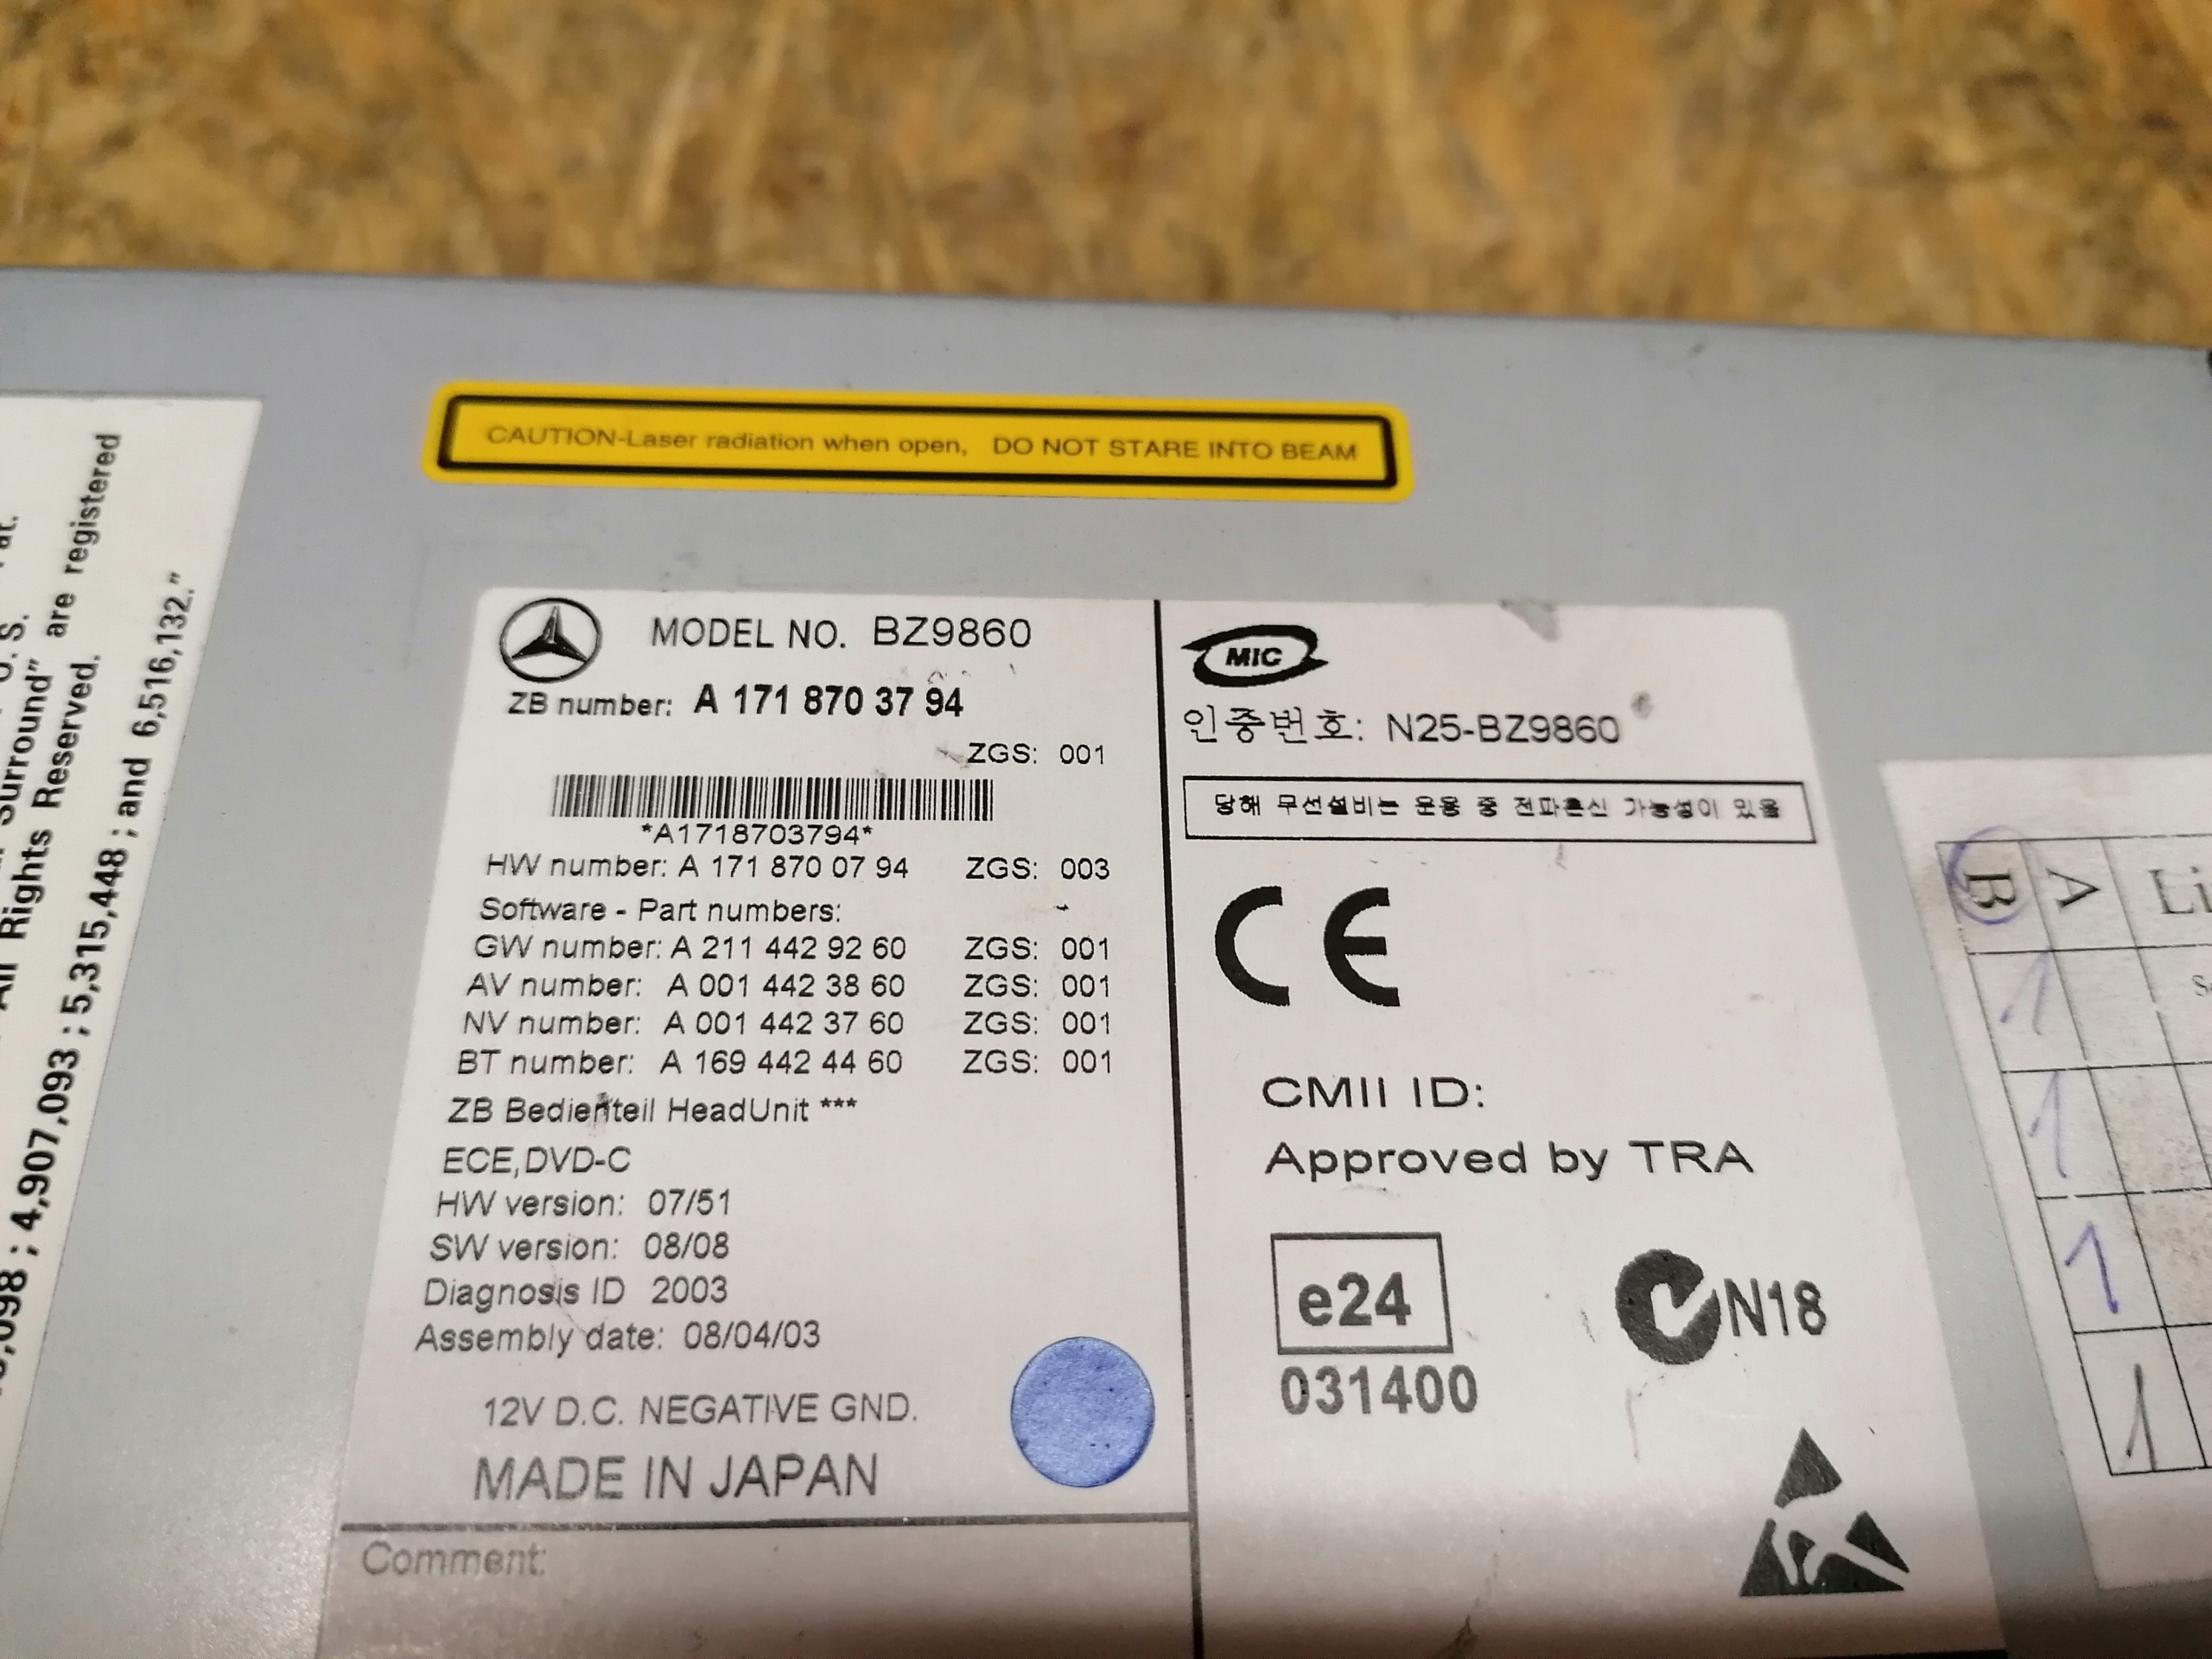 CAUTION-Laser radiation when open, DO NOT STARE INTO BEAM
Surround" are registered
All Rights Reserved.
4,907,093 ; 5,315,448 ; and 6,516,132."
MODEL NO. BZ9860
ZB number: A 171 870 37 94
ZGS: 001
*A1718703794*
HW number: A 171 870 07 94 ZGS: 003
Software - Part numbers:
GW number: A 211 442 92 60 ZGS: 001
AV number: A 001 442 38 60 ZGS: 001
NV number: A 001 442 37 60 ZGS: 001
BT number: A 169 442 44 60 ZGS: 001
ZB Bedienteil HeadUnit ***
ECE,DVD-C
HW version: 07/51
SW version: 08/08
Diagnosis ID 2003
Assembly date: 08/04/03
12V D.C. NEGATIVE GND.
MADE IN JAPAN
Comment:
MIC
인증번호: N25-BZ9860
당해 무선설비는 운용 중 전파혼신 가능성이 있음
CE
CMII ID:
Approved by TRA
e24
031400
N18
B
A
Li
1
1
1
1